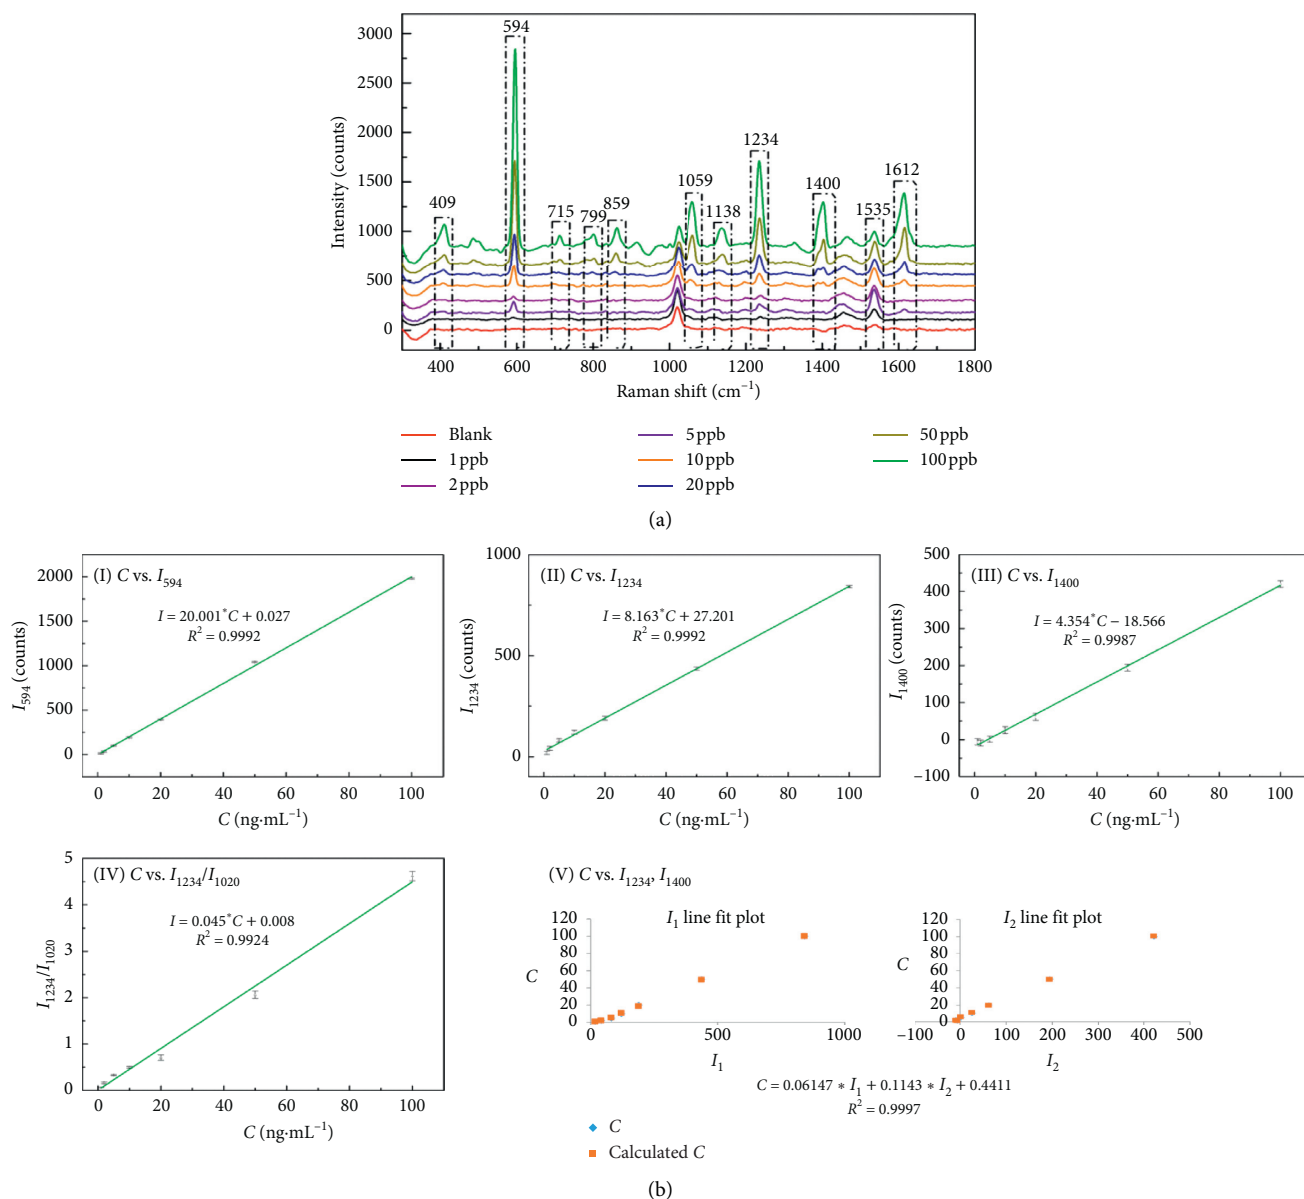 3000
2500
2000
1500
1000
500
0
Intensity (counts)
594
409
715
799
859
1059
1138
1234
1400
1535
1612
400 600 800 1000 1200 1400 1600 1800
Raman shift (cm⁻¹)
Blank
1 ppb
2 ppb
5 ppb
10 ppb
20 ppb
50 ppb
100 ppb
(a)
(I) C vs. I₅₉₄
I = 20.001*C + 0.027
R² = 0.9992
2000
1500
1000
500
0
I₅₉₄ (counts)
0 20 40 60 80 100
C (ng·mL⁻¹)
(II) C vs. I₁₂₃₄
I = 8.163*C + 27.201
R² = 0.9992
1000
500
0
I₁₂₃₄ (counts)
0 20 40 60 80 100
C (ng·mL⁻¹)
(III) C vs. I₁₄₀₀
I = 4.354*C − 18.566
R² = 0.9987
500
400
300
200
100
0
−100
I₁₄₀₀ (counts)
0 20 40 60 80 100
C (ng·mL⁻¹)
(IV) C vs. I₁₂₃₄/I₁₀₂₀
I = 0.045*C + 0.008
R² = 0.9924
5
4
3
2
1
0
I₁₂₃₄/I₁₀₂₀
0 20 40 60 80 100
C (ng·mL⁻¹)
(V) C vs. I₁₂₃₄, I₁₄₀₀
I₁ line fit plot
120
100
80
60
40
20
0
C
0 500 1000
I₁
I₂ line fit plot
120
100
80
60
40
20
0
C
−100 0 100 200 300 400 500
I₂
C = 0.06147 * I₁ + 0.1143 * I₂ + 0.4411
R² = 0.9997
C
Calculated C
(b)